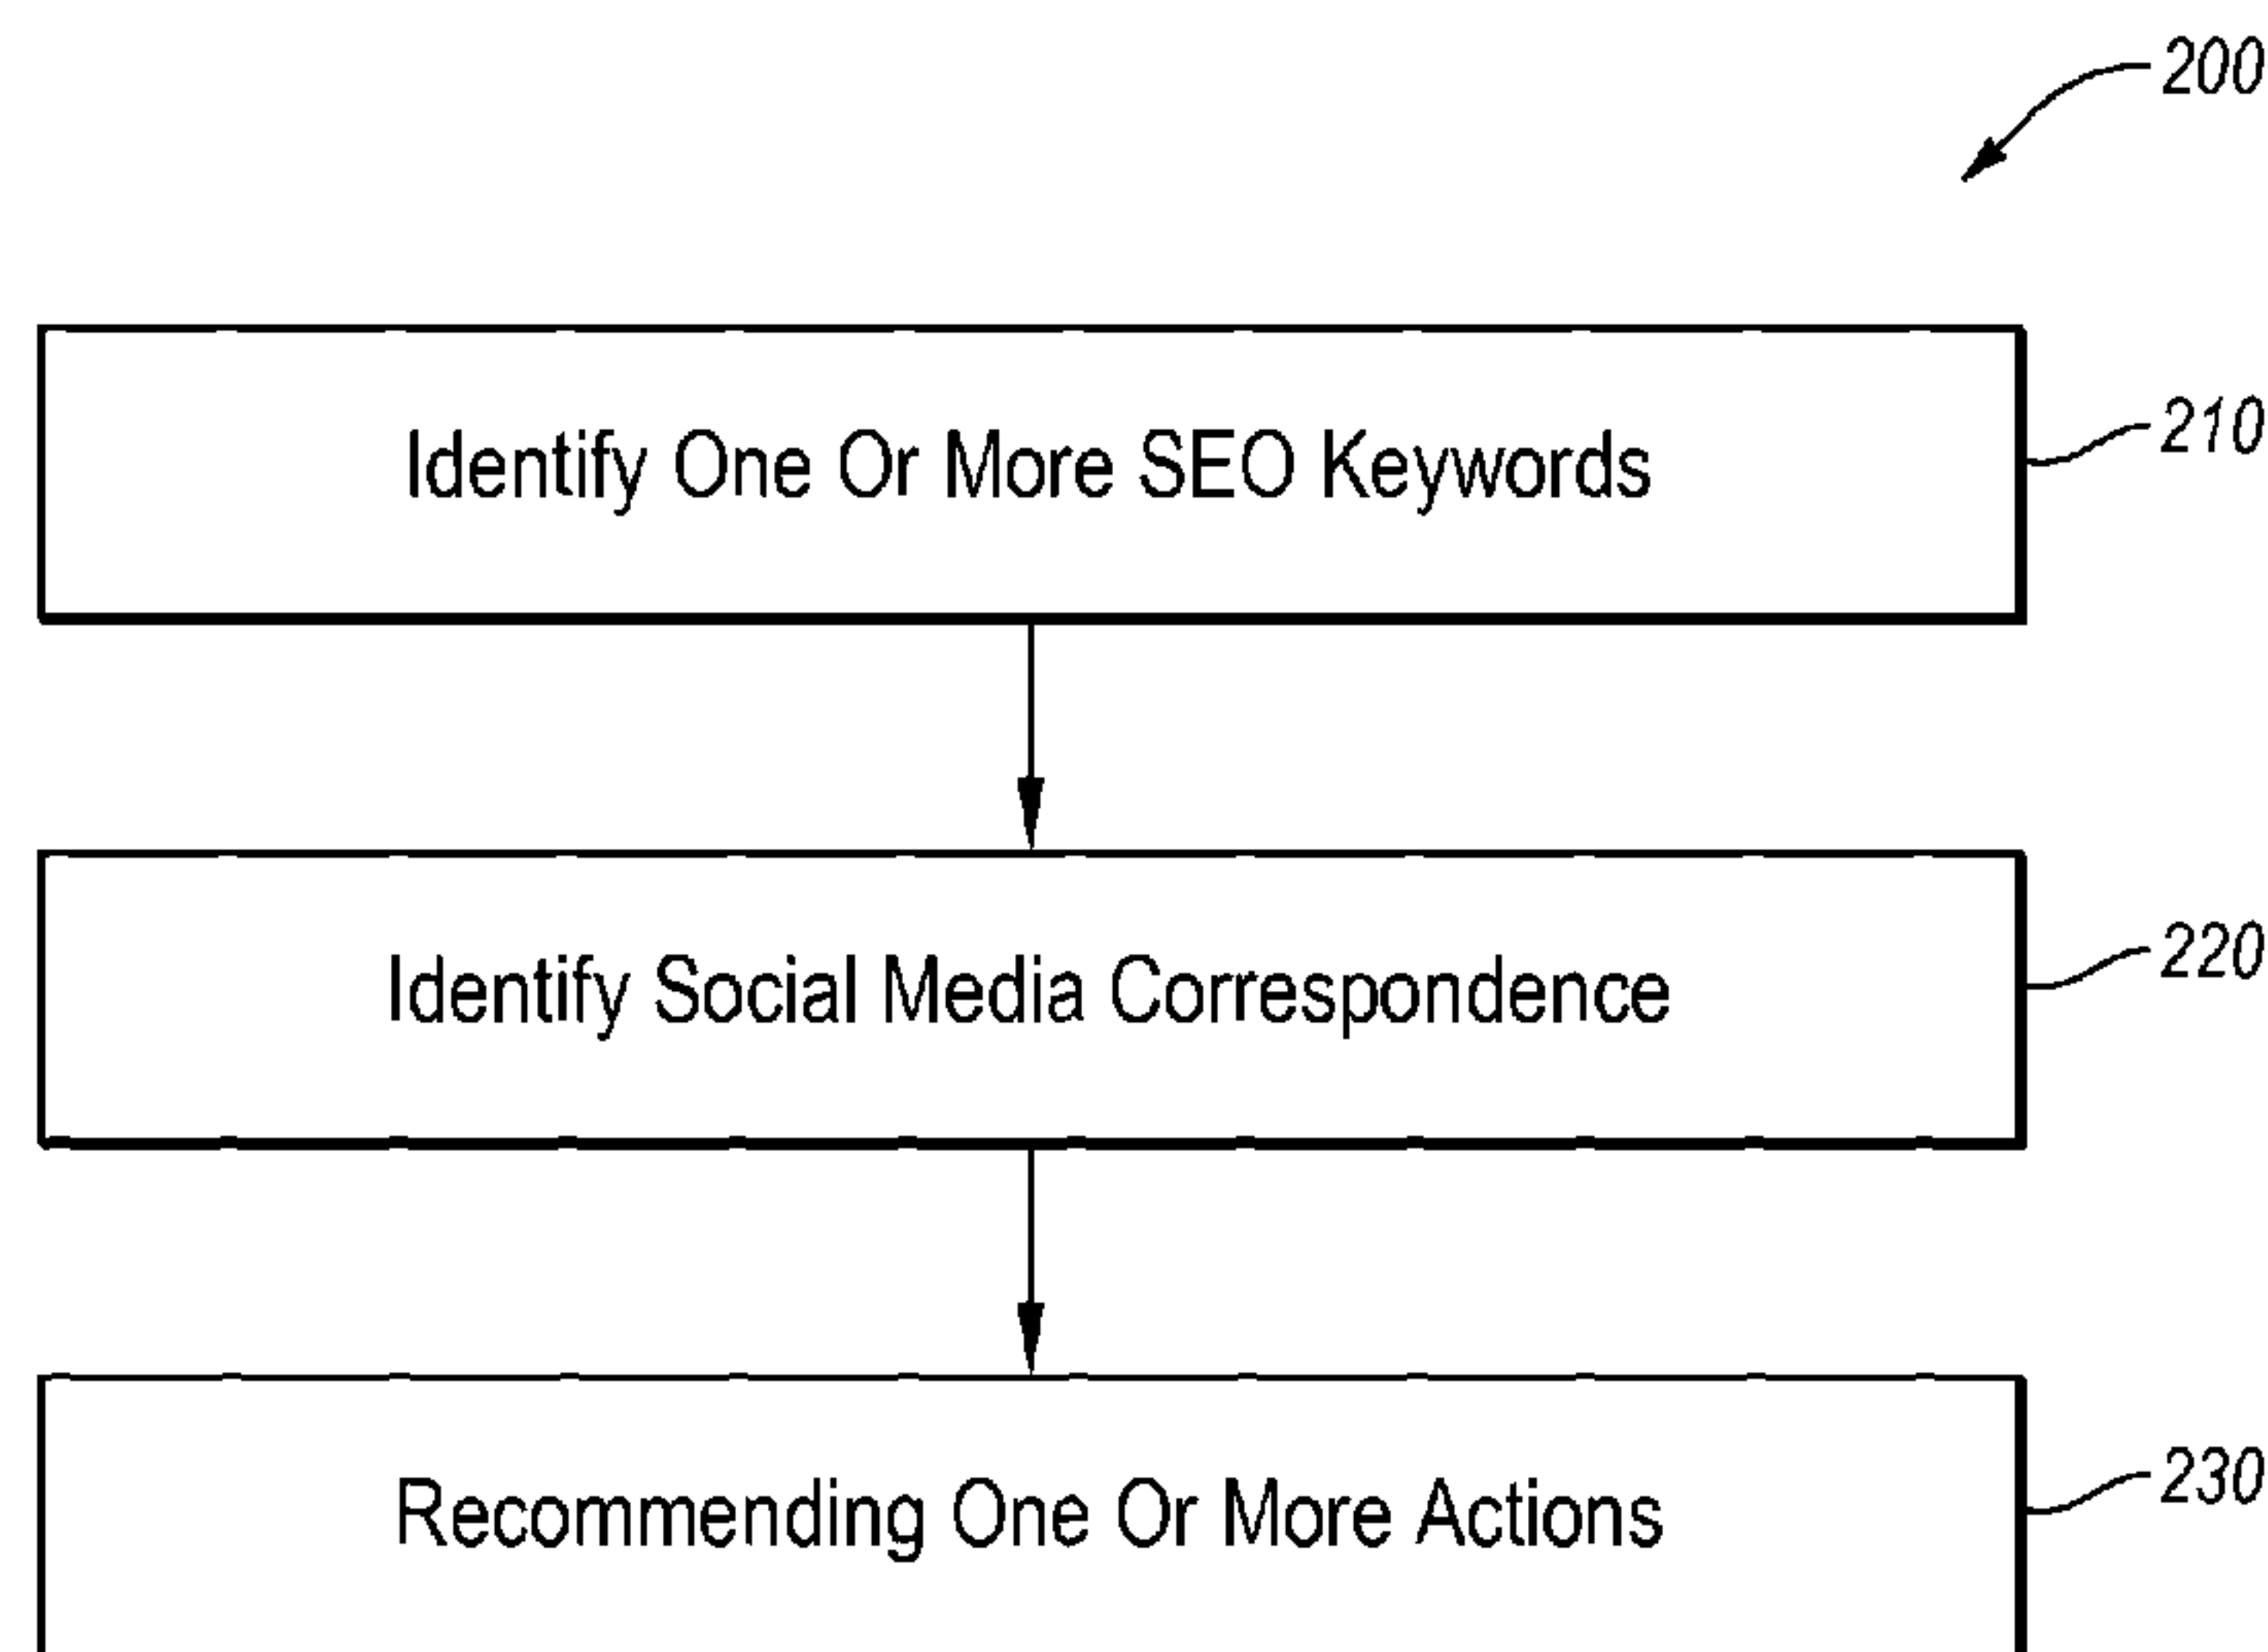 200
Identify One Or More SEO Keywords
210
Identify Social Media Correspondence
220
Recommending One Or More Actions
230